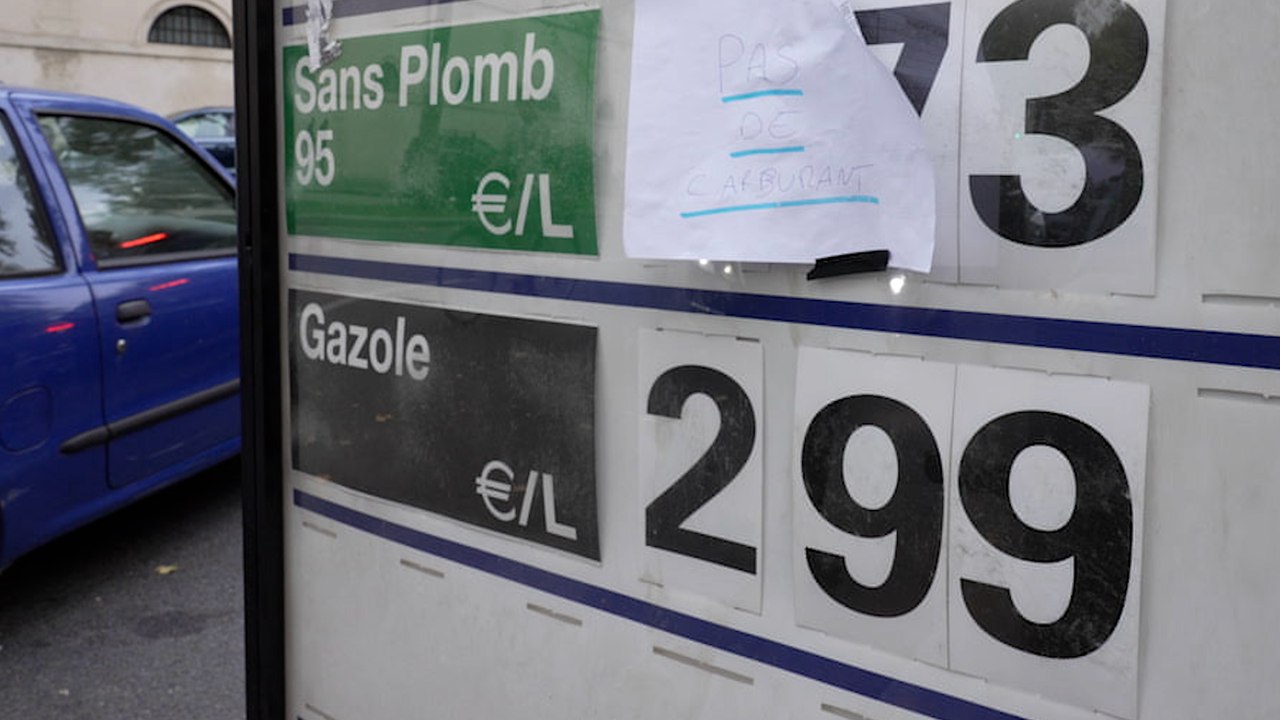 Sans Plomb
95
€/L
PAS
DE
CARBURANT
73
Gazole
€/L
2 99